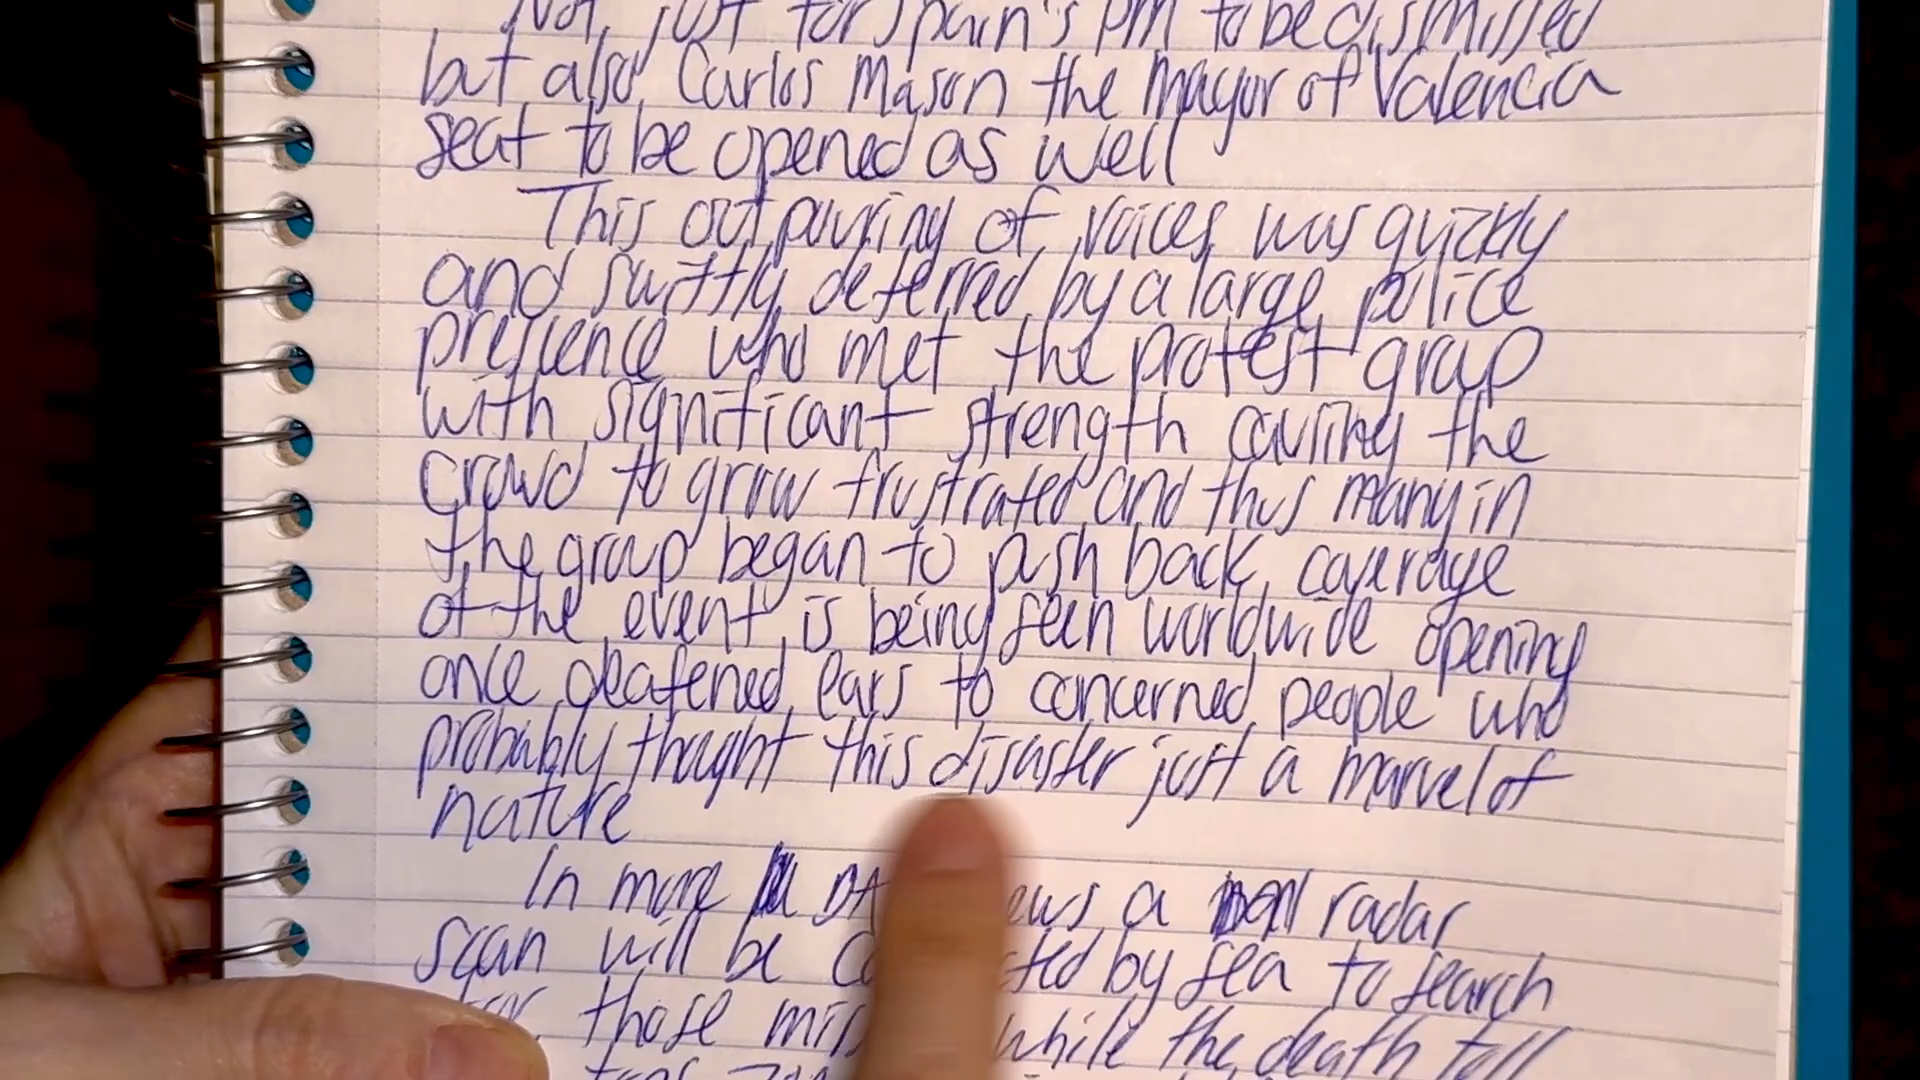 Not just for Spain's PM to be dismissed
but also Carlos Mason the mayor of Valencia
seat to be opened as well
This outpouring of voices was quickly
and swiftly deferred by a large police
prescence who met the protest group
with significant strength causing the
crowd to grow frustrated and thus many in
the group began to push back, coverage
of the event is being seen worldwide opening
once deafened ears to concerned people who
probably thought this disaster just a marvel of
nature
In more a radar
scan will be by sea to search
for those while the death toll
tops